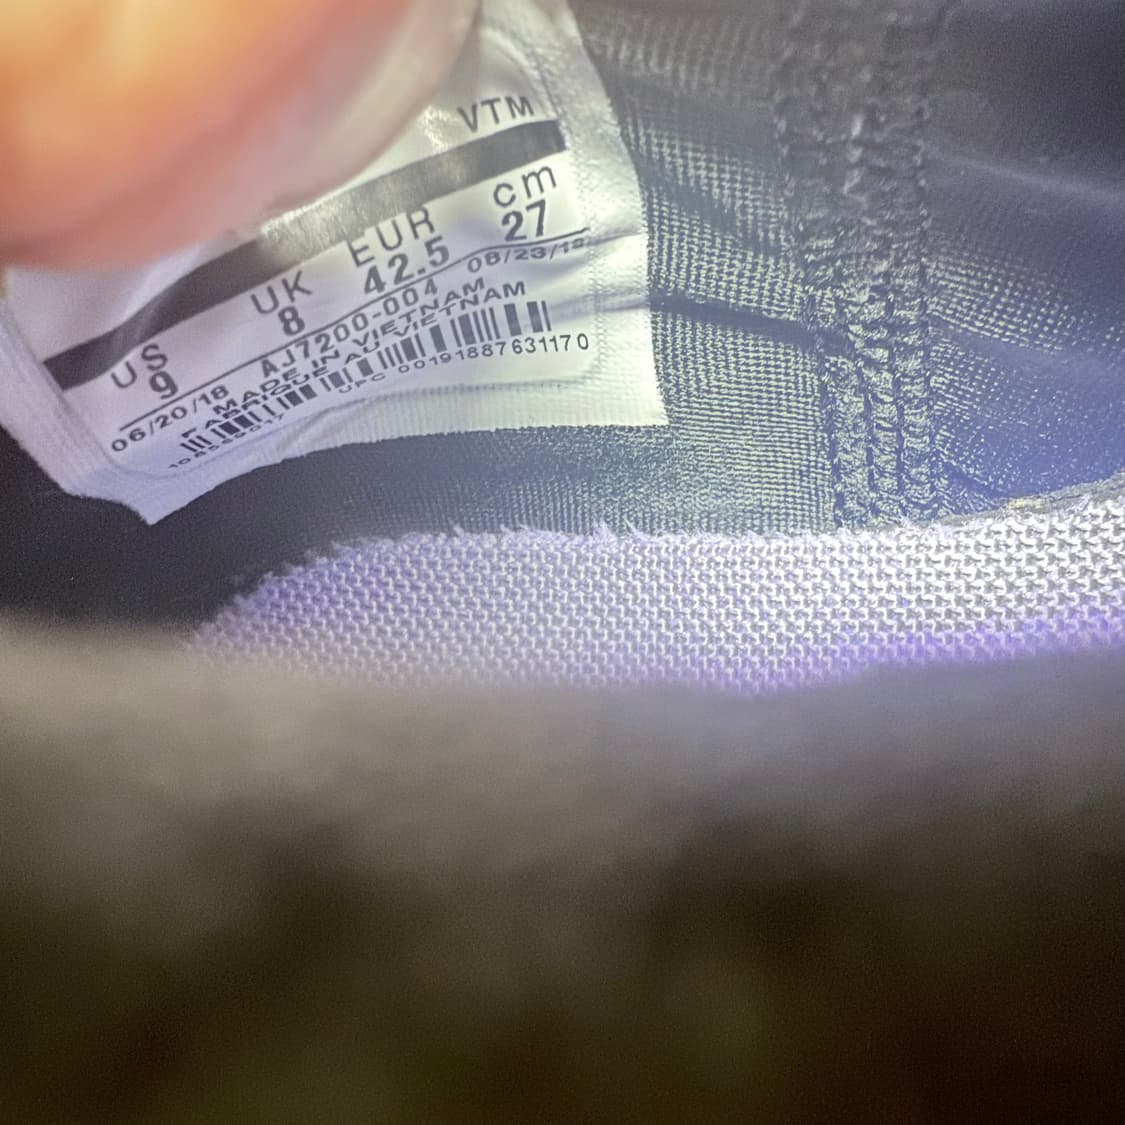 VTM
US UK EUR cm
9 8 42.5 27
06/20/18 AJ7200-004 08/23/18
MADE IN VIETNAM
FABRIQUE AU VIETNAM
UPC 00191887631170